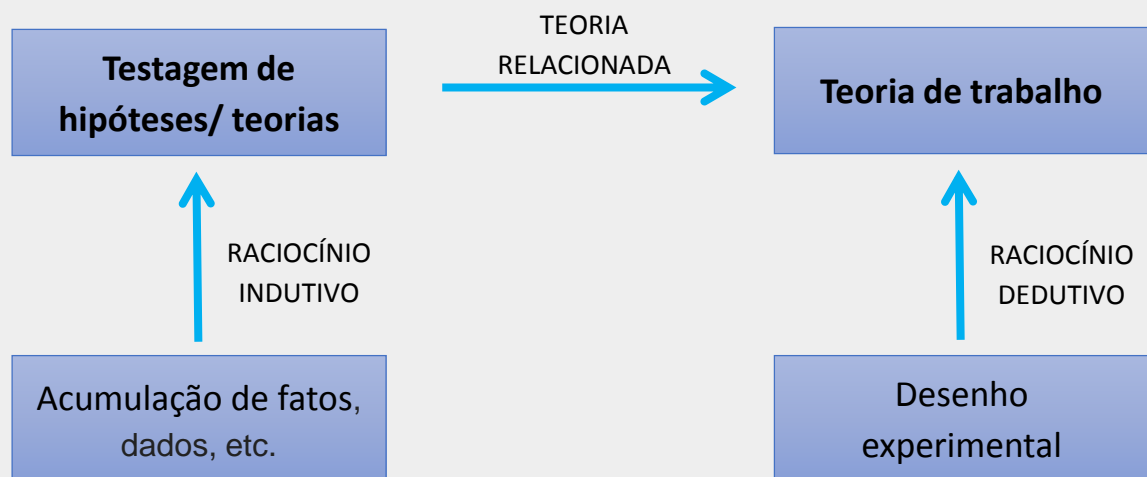 Testagem de
hipóteses/ teorias
TEORIA
RELACIONADA
Teoria de trabalho
RACIOCÍNIO
INDUTIVO
RACIOCÍNIO
DEDUTIVO
Acumulação de fatos,
dados, etc.
Desenho
experimental